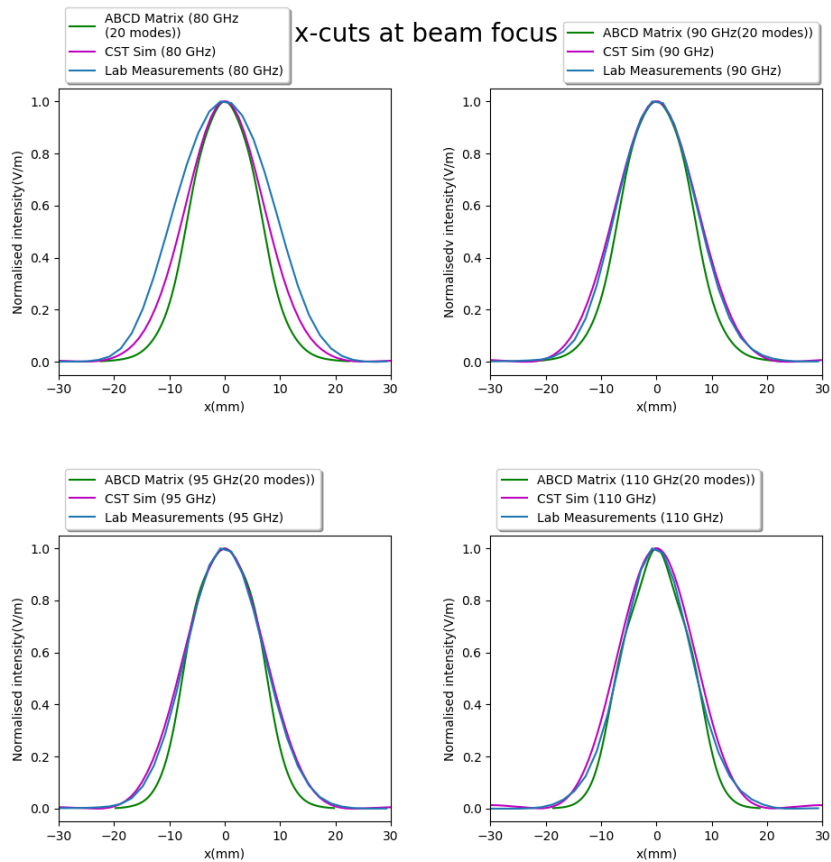 x-cuts at beam focus
ABCD Matrix (80 GHz
(20 modes))
CST Sim (80 GHz)
Lab Measurements (80 GHz)
1.0
0.8
0.6
0.4
0.2
0.0
Normalised intensity(V/m)
−30 −20 −10 0 10 20 30
x(mm)
ABCD Matrix (90 GHz(20 modes))
CST Sim (90 GHz)
Lab Measurements (90 GHz)
1.0
0.8
0.6
0.4
0.2
0.0
Normalisedv intensity(V/m)
−30 −20 −10 0 10 20 30
x(mm)
ABCD Matrix (95 GHz(20 modes))
CST Sim (95 GHz)
Lab Measurements (95 GHz)
1.0
0.8
0.6
0.4
0.2
0.0
Normalised intensity(V/m)
−30 −20 −10 0 10 20 30
x(mm)
ABCD Matrix (110 GHz(20 modes))
CST Sim (110 GHz)
Lab Measurements (110 GHz)
1.0
0.8
0.6
0.4
0.2
0.0
Normalised intensity(V/m)
−30 −20 −10 0 10 20 30
x(mm)